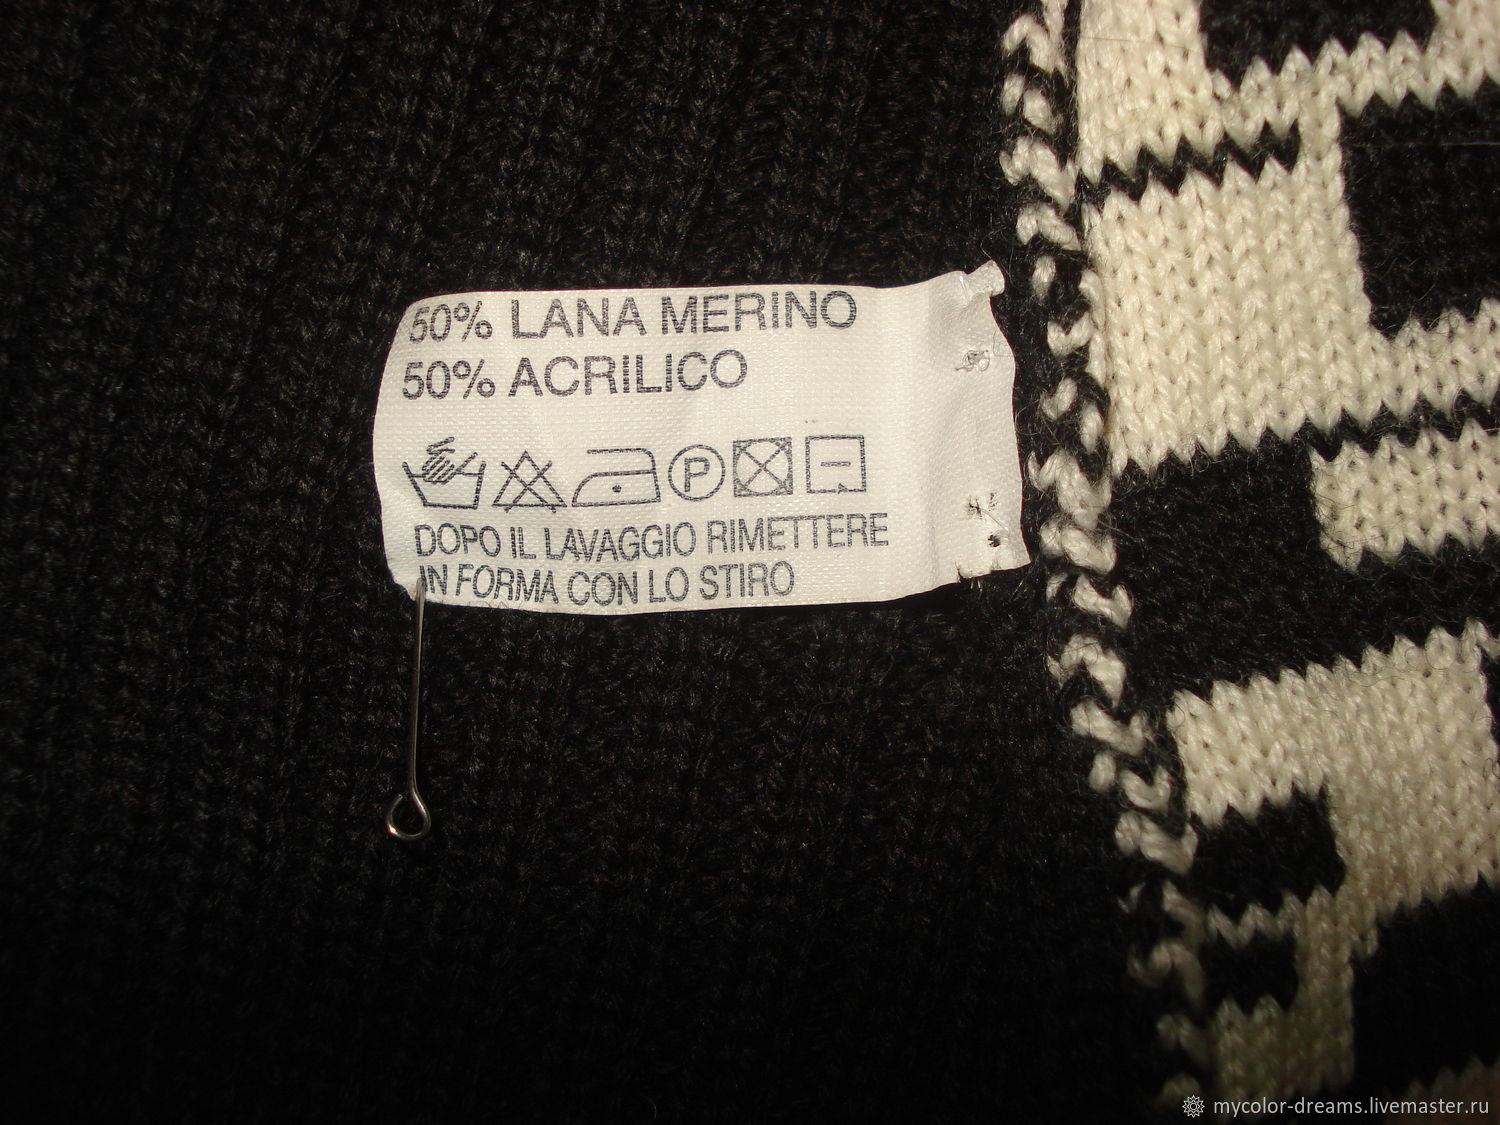 50% LANA MERINO
50% ACRILICO
P
DOPO IL LAVAGGIO RIMETTERE
IN FORMA CON LO STIRO
mycolor-dreams.livemaster.ru